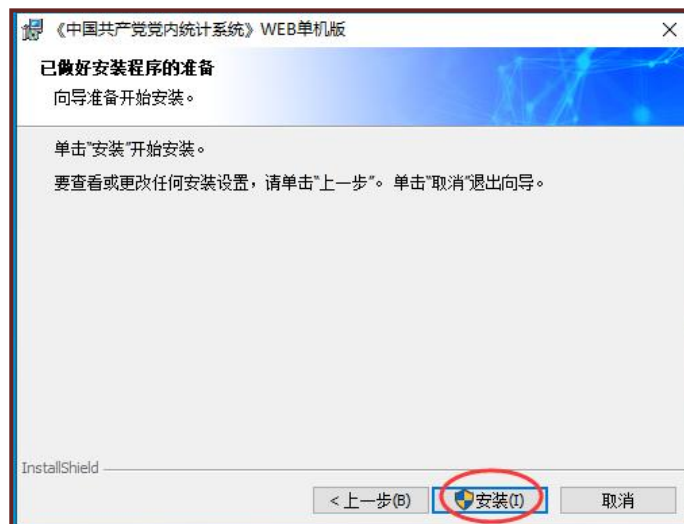 《中国共产党党内统计系统》WEB单机版
已做好安装程序的准备
向导准备开始安装。
单击"安装"开始安装。
要查看或更改任何安装设置，请单击"上一步"。单击"取消"退出向导。
InstallShield
<上一步(B) 安装(I) 取消